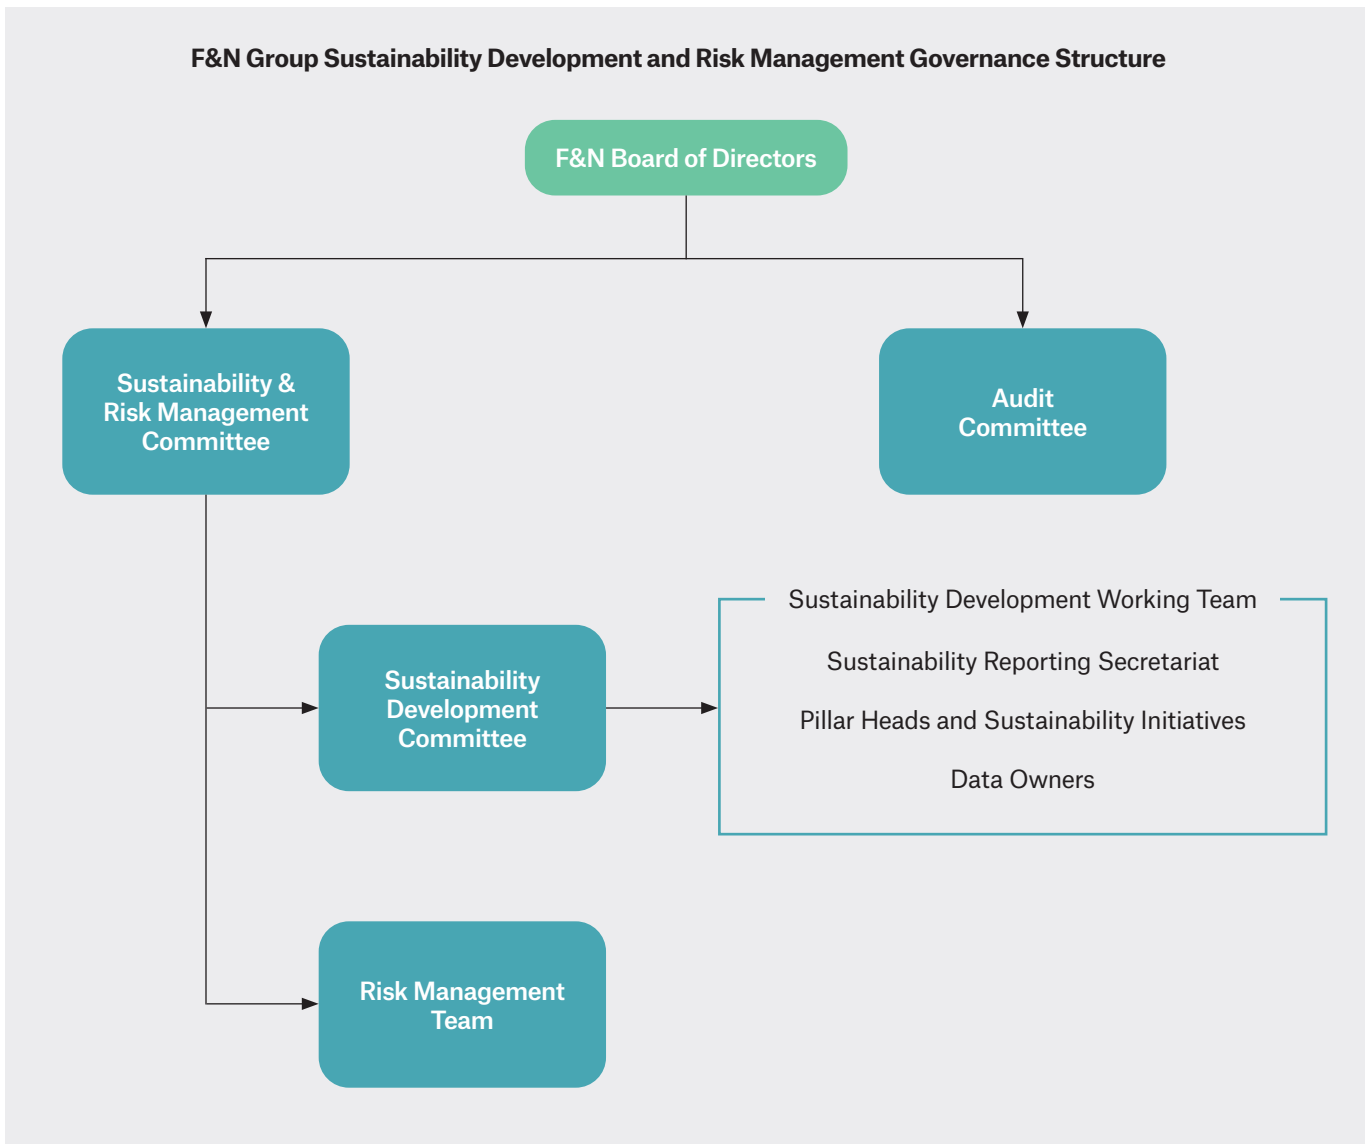 F&N Group Sustainability Development and Risk Management Governance Structure
F&N Board of Directors
Sustainability &
Risk Management
Committee
Audit
Committee
Sustainability
Development
Committee
Sustainability Development Working Team
Sustainability Reporting Secretariat
Pillar Heads and Sustainability Initiatives
Data Owners
Risk Management
Team